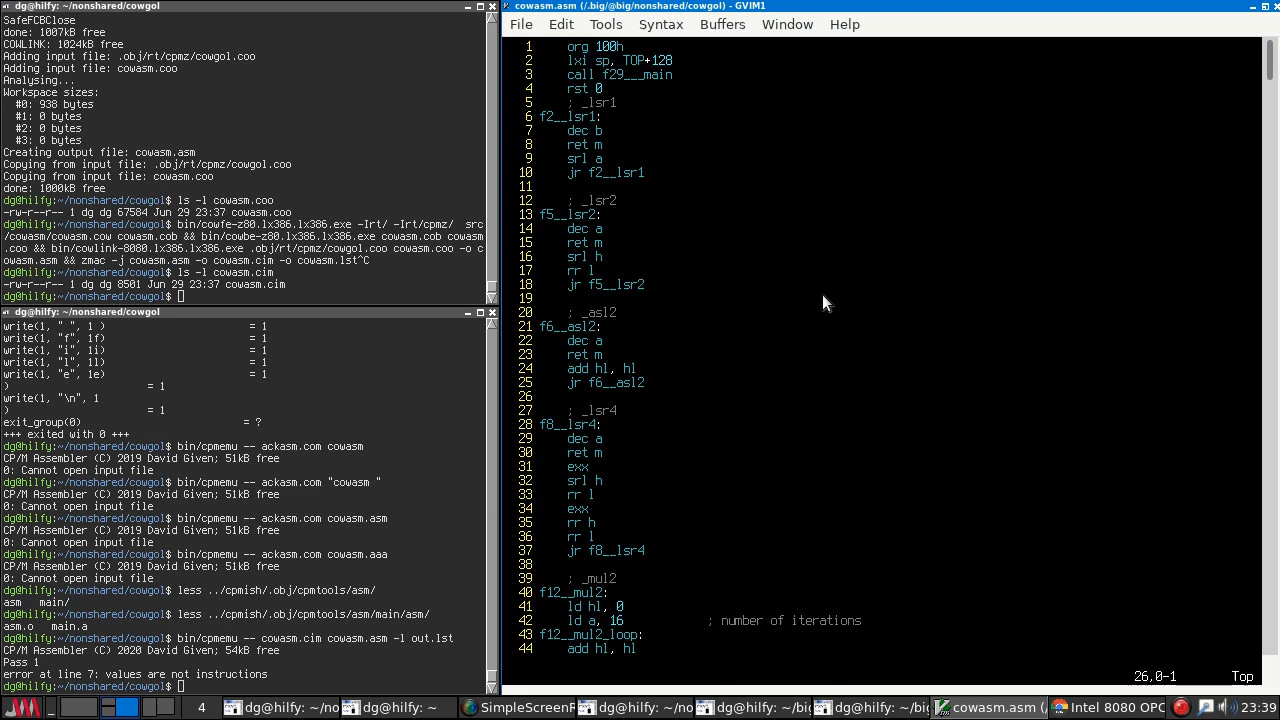 dg@hilfy:~/nonshared/cowgol
SafeFCBClose
done: 1007kB free
COWLINK: 1024kB free
Adding input file: .obj/rt/cpmz/cowgol.coo
Adding input file: cowasm.coo
Analysing...
Workspace sizes:
  #0: 938 bytes
  #1: 0 bytes
  #2: 0 bytes
  #3: 0 bytes
Creating output file: cowasm.asm
Copying from input file: .obj/rt/cpmz/cowgol.coo
Copying from input file: cowasm.coo
done: 1000kB free
dg@hilfy:~/nonshared/cowgol$ ls -l cowasm.coo
-rw-r--r-- 1 dg dg 67584 Jun 29 23:37 cowasm.coo
dg@hilfy:~/nonshared/cowgol$ bin/cowfe-z80.lx386.lx386.exe -Irt/ -Irt/cpmz/  src
/cowasm/cowasm.cow cowasm.cob && bin/cowbe-z80.lx386.lx386.exe cowasm.cob cowasm
.coo && bin/cowlink-8080.lx386.lx386.exe .obj/rt/cpmz/cowgol.coo cowasm.coo -o c
owasm.asm && zmac -j cowasm.asm -o cowasm.cim -o cowasm.lst^C
dg@hilfy:~/nonshared/cowgol$ ls -l cowasm.cim
-rw-r--r-- 1 dg dg 8501 Jun 29 23:37 cowasm.cim
dg@hilfy:~/nonshared/cowgol$
dg@hilfy:~/nonshared/cowgol
write(1, " ", 1 )                        = 1
write(1, "f", 1f)                        = 1
write(1, "i", 1i)                        = 1
write(1, "l", 1l)                        = 1
write(1, "e", 1e)                        = 1
)                       = 1
write(1, "\n", 1
)                       = 1
exit_group(0)                           = ?
+++ exited with 0 +++
dg@hilfy:~/nonshared/cowgol$ bin/cpmemu -- ackasm.com cowasm
CP/M Assembler (C) 2019 David Given; 51kB free
0: Cannot open input file
dg@hilfy:~/nonshared/cowgol$ bin/cpmemu -- ackasm.com "cowasm "
CP/M Assembler (C) 2019 David Given; 51kB free
0: Cannot open input file
dg@hilfy:~/nonshared/cowgol$ bin/cpmemu -- ackasm.com cowasm.asm
CP/M Assembler (C) 2019 David Given; 51kB free
0: Cannot open input file
dg@hilfy:~/nonshared/cowgol$ bin/cpmemu -- ackasm.com cowasm.aaa
CP/M Assembler (C) 2019 David Given; 51kB free
0: Cannot open input file
dg@hilfy:~/nonshared/cowgol$ less ../cpmish/.obj/cpmtools/asm/
asm   main/
dg@hilfy:~/nonshared/cowgol$ less ../cpmish/.obj/cpmtools/asm/main/asm/
asm.o   main.a
dg@hilfy:~/nonshared/cowgol$ bin/cpmemu -- cowasm.cim cowasm.asm -l out.lst
CP/M Assembler (C) 2020 David Given; 54kB free
Pass 1
error at line 7: values are not instructions
dg@hilfy:~/nonshared/cowgol$
cowasm.asm (/.big/@big/nonshared/cowgol) - GVIM1
File Edit Tools Syntax Buffers Window Help
1     org 100h
2     lxi sp, TOP+128
3     call f29___main
4     rst 0
5     ; _lsr1
6 f2__lsr1:
7     dec b
8     ret m
9     srl a
10     jr f2__lsr1
11
12     ; _lsr2
13 f5__lsr2:
14     dec a
15     ret m
16     srl h
17     rr l
18     jr f5__lsr2
19
20     ; _asl2
21 f6__asl2:
22     dec a
23     ret m
24     add hl, hl
25     jr f6__asl2
26
27     ; _lsr4
28 f8__lsr4:
29     dec a
30     ret m
31     exx
32     srl h
33     rr l
34     exx
35     rr h
36     rr l
37     jr f8__lsr4
38
39     ; _mul2
40 f12__mul2:
41     ld hl, 0
42     ld a, 16            ; number of iterations
43 f12__mul2_loop:
44     add hl, hl
26,0-1 Top
4 dg@hilfy: ~/no dg@hilfy: ~ SimpleScreenR dg@hilfy: ~/no dg@hilfy: ~/big dg@hilfy: ~/big cowasm.asm (/ Intel 8080 OPC 23:39